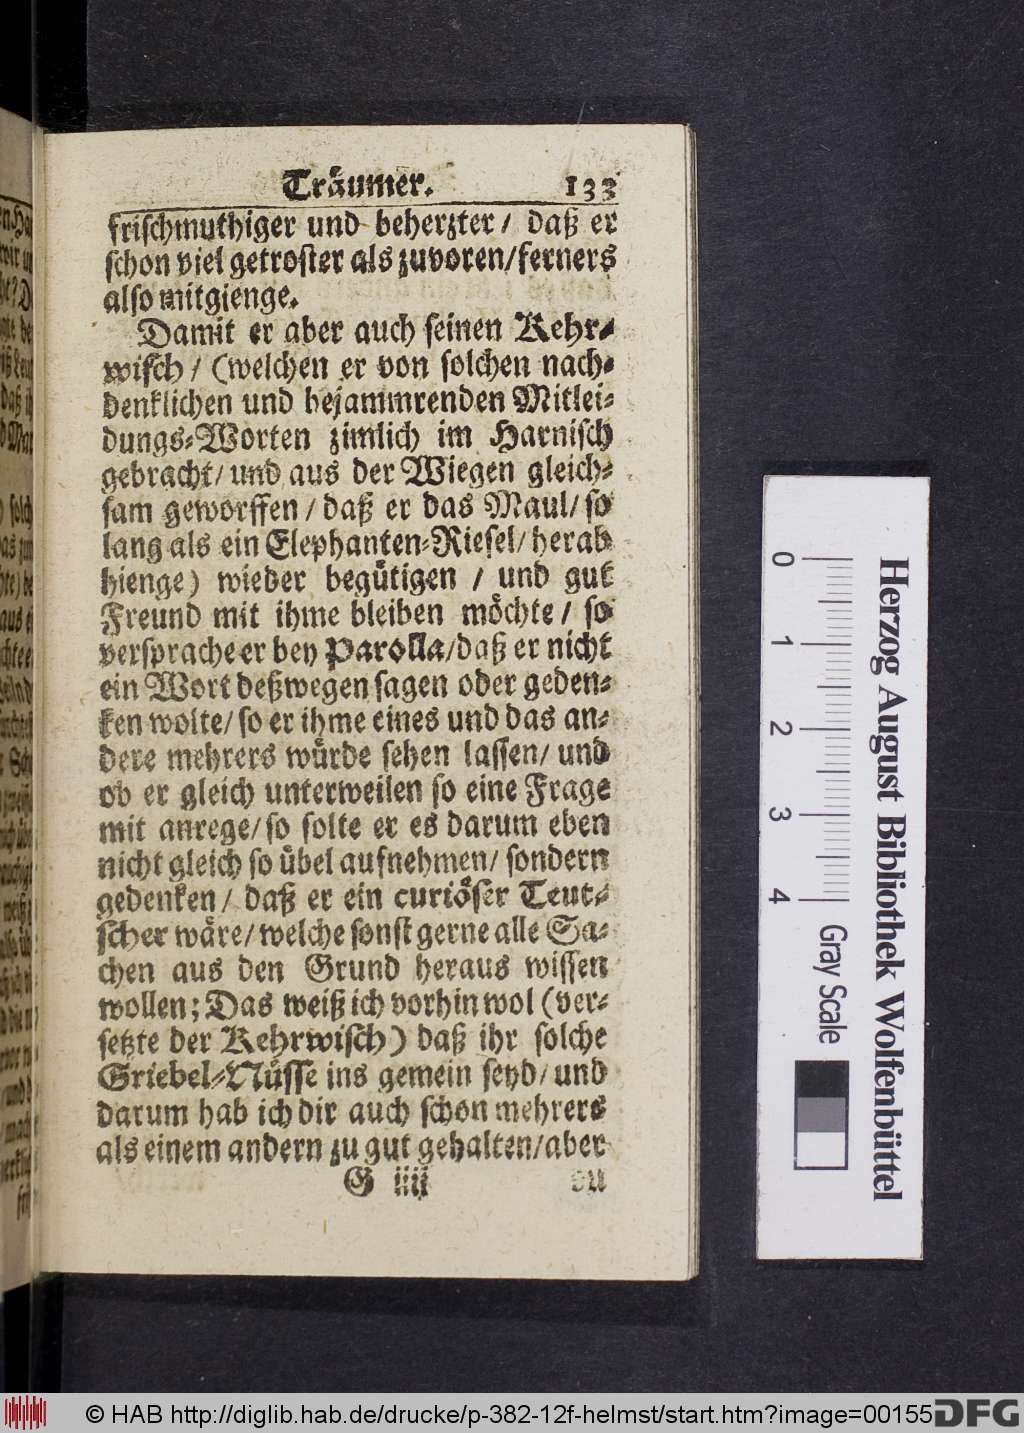 Träumer. 133
frischmuthiger und beherzter / daß er
schon viel getroster als zuvoren/ferners
also mitgienge.
Damit er aber auch seinen Kehr-
wisch / (welchen er von solchen nach-
denklichen und bejammrenden Mitlei-
dungs-Worten zimlich im Harnisch
gebracht/ und aus der Wiegen gleich-
sam geworffen / daß er das Maul/ so
lang als ein Elephanten-Riesel/ herab
hienge) wieder begütigen / und gut
Freund mit ihme bleiben möchte / so
versprache er bey Parolla/daß er nicht
ein Wort deßwegen sagen oder geden-
ken wolte/ so er ihme eines und das an-
dere mehrers würde sehen lassen/ und
ob er gleich unterweilen so eine Frage
mit anrege/ so solte er es darum eben
nicht gleich so übel aufnehmen/ sondern
gedenken / daß er ein curiöser Teut-
scher wäre/ welche sonst gerne alle Sa-
chen aus den Grund heraus wissen
wollen; Das weiß ich vorhin wol (ver-
setzte der Kehrwisch) daß ihr solche
Griebel-Nüsse ins gemein seyd/ und
darum hab ich dir auch schon mehrers
als einem andern zu gut gehalten/aber
G iiij du
0 1 2 3 4
Gray Scale
Herzog August Bibliothek Wolfenbüttel
© HAB http://diglib.hab.de/drucke/p-382-12f-helmst/start.htm?image=00155
DFG